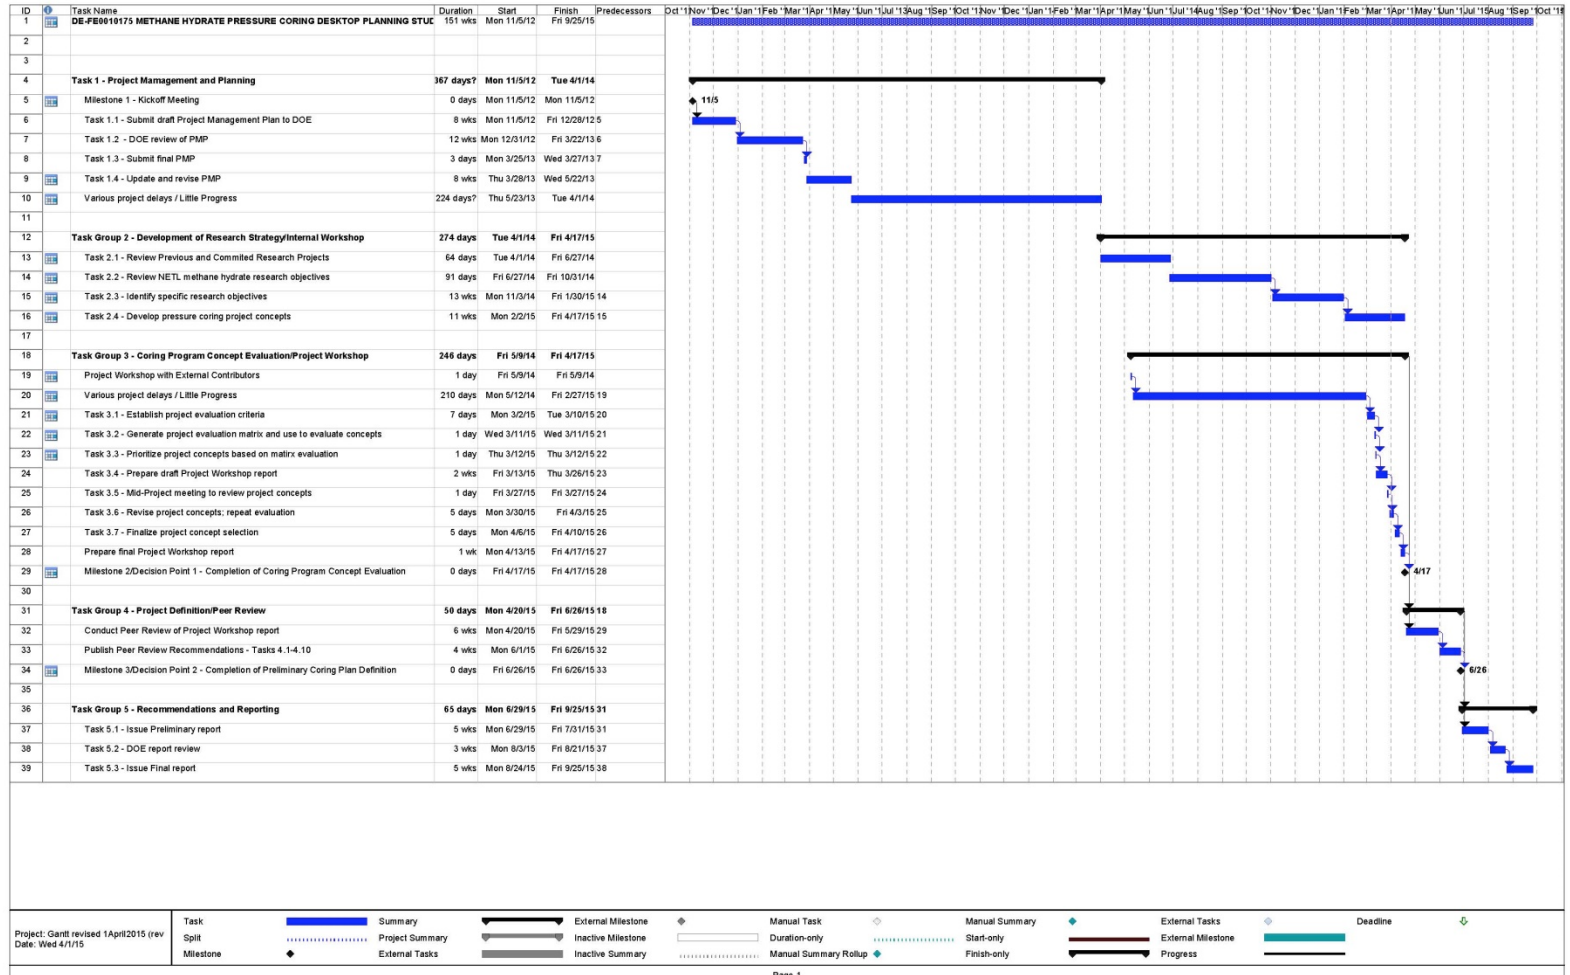 ID Task Name Duration Start Finish Predecessors
1 DE-FE0010175 METHANE HYDRATE PRESSURE CORING DESKTOP PLANNING STUD 151 wks Mon 11/5/12 Fri 9/25/15
2
3
4 Task 1 - Project Mamagement and Planning 367 days? Mon 11/5/12 Tue 4/1/14
5 Milestone 1 - Kickoff Meeting 0 days Mon 11/5/12 Mon 11/5/12 11/5
6 Task 1.1 - Submit draft Project Management Plan to DOE 8 wks Mon 11/5/12 Fri 12/28/12 5
7 Task 1.2 - DOE review of PMP 12 wks Mon 12/31/12 Fri 3/22/13 6
8 Task 1.3 - Submit final PMP 3 days Mon 3/25/13 Wed 3/27/13 7
9 Task 1.4 - Update and revise PMP 8 wks Thu 3/28/13 Wed 5/22/13
10 Various project delays / Little Progress 224 days? Thu 5/23/13 Tue 4/1/14
11
12 Task Group 2 - Development of Research Strategy/Internal Workshop 274 days Tue 4/1/14 Fri 4/17/15
13 Task 2.1 - Review Previous and Commited Research Projects 64 days Tue 4/1/14 Fri 6/27/14
14 Task 2.2 - Review NETL methane hydrate research objectives 91 days Fri 6/27/14 Fri 10/31/14
15 Task 2.3 - Identify specific research objectives 13 wks Mon 11/3/14 Fri 1/30/15 14
16 Task 2.4 - Develop pressure coring project concepts 11 wks Mon 2/2/15 Fri 4/17/15 15
17
18 Task Group 3 - Coring Program Concept Evaluation/Project Workshop 246 days Fri 5/9/14 Fri 4/17/15
19 Project Workshop with External Contributors 1 day Fri 5/9/14 Fri 5/9/14
20 Various project delays / Little Progress 210 days Mon 5/12/14 Fri 2/27/15 19
21 Task 3.1 - Establish project evaluation criteria 7 days Mon 3/2/15 Tue 3/10/15 20
22 Task 3.2 - Generate project evaluation matrix and use to evaluate concepts 1 day Wed 3/11/15 Wed 3/11/15 21
23 Task 3.3 - Prioritize project concepts based on matirx evaluation 1 day Thu 3/12/15 Thu 3/12/15 22
24 Task 3.4 - Prepare draft Project Workshop report 2 wks Fri 3/13/15 Thu 3/26/15 23
25 Task 3.5 - Mid-Project meeting to review project concepts 1 day Fri 3/27/15 Fri 3/27/15 24
26 Task 3.6 - Revise project concepts; repeat evaluation 5 days Mon 3/30/15 Fri 4/3/15 25
27 Task 3.7 - Finalize project concept selection 5 days Mon 4/6/15 Fri 4/10/15 26
28 Prepare final Project Workshop report 1 wk Mon 4/13/15 Fri 4/17/15 27
29 Milestone 2/Decision Point 1 - Completion of Coring Program Concept Evaluation 0 days Fri 4/17/15 Fri 4/17/15 28 4/17
30
31 Task Group 4 - Project Definition/Peer Review 50 days Mon 4/20/15 Fri 6/26/15 18
32 Conduct Peer Review of Project Workshop report 6 wks Mon 4/20/15 Fri 5/29/15 29
33 Publish Peer Review Recommendations - Tasks 4.1-4.10 4 wks Mon 6/1/15 Fri 6/26/15 32
34 Milestone 3/Decision Point 2 - Completion of Preliminary Coring Plan Definition 0 days Fri 6/26/15 Fri 6/26/15 33 6/26
35
36 Task Group 5 - Recommendations and Reporting 65 days Mon 6/29/15 Fri 9/25/15 31
37 Task 5.1 - Issue Preliminary report 5 wks Mon 6/29/15 Fri 7/31/15 31
38 Task 5.2 - DOE report review 3 wks Mon 8/3/15 Fri 8/21/15 37
39 Task 5.3 - Issue Final report 5 wks Mon 8/24/15 Fri 9/25/15 38
Project: Gantt revised 1April2015 (rev
Date: Wed 4/1/15
Task Summary External Milestone Manual Task Manual Summary External Tasks Deadline
Split Project Summary Inactive Milestone Duration-only Start-only External Milestone
Milestone External Tasks Inactive Summary Manual Summary Rollup Finish-only Progress
Page 1